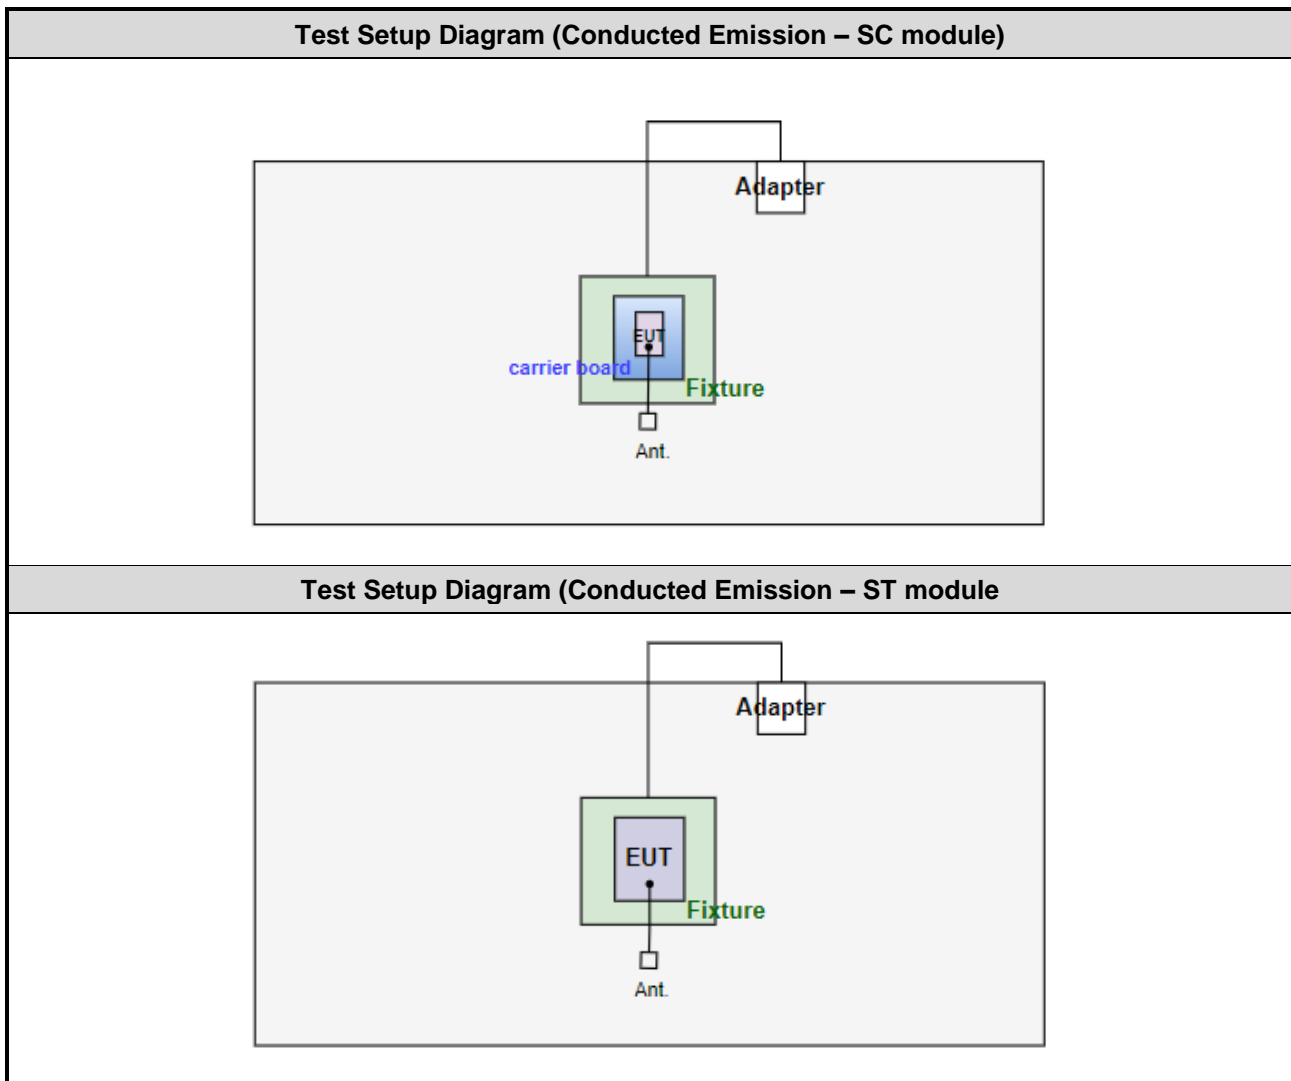 Test Setup Diagram (Conducted Emission – SC module)
Adapter
EUT
carrier board
Fixture
Ant.
Test Setup Diagram (Conducted Emission – ST module
Adapter
EUT
Fixture
Ant.